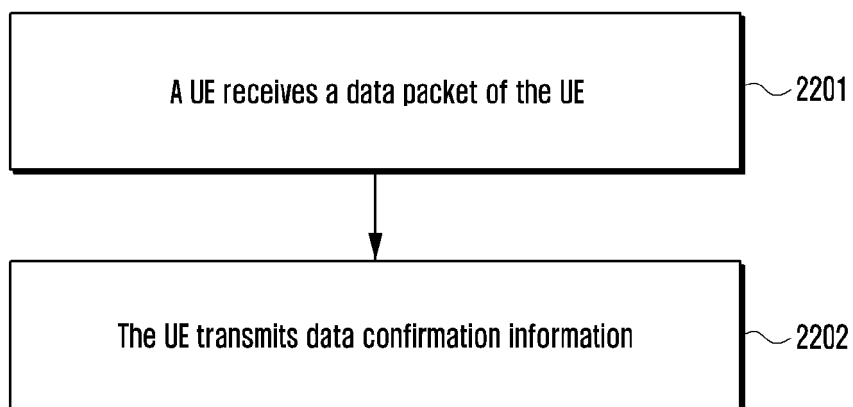 A UE receives a data packet of the UE
2201
The UE transmits data confirmation information
2202